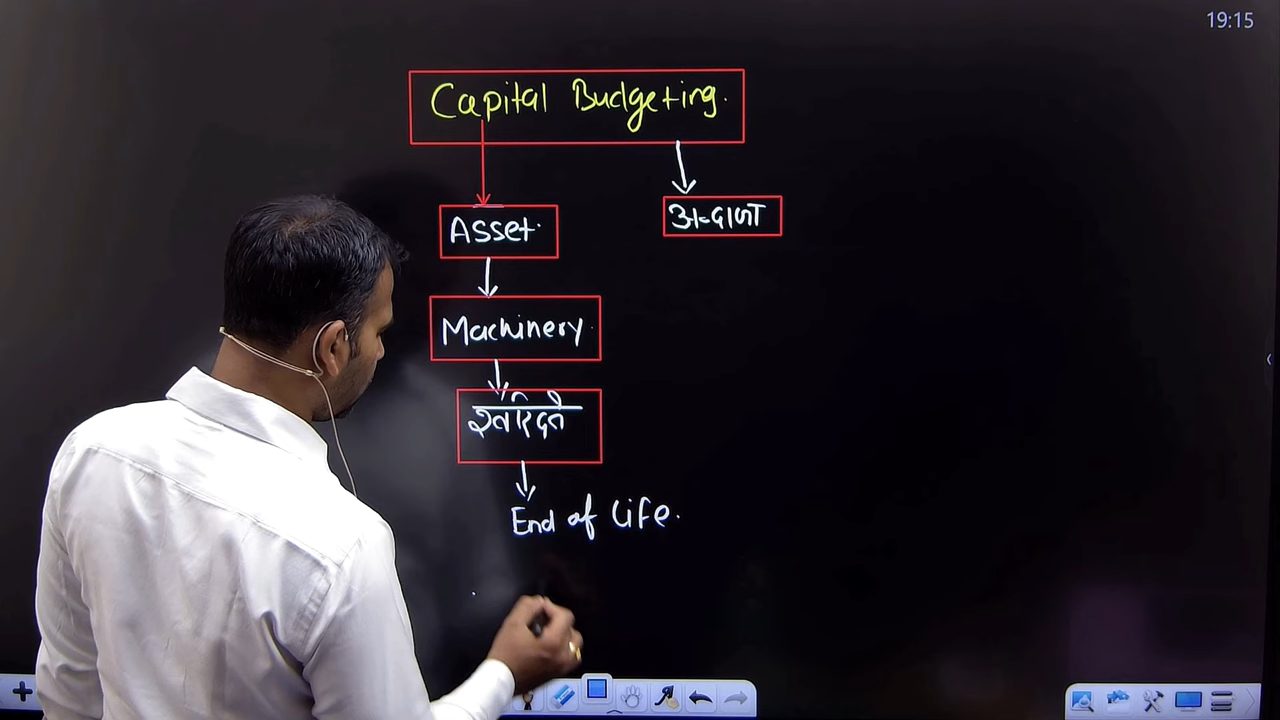 19:15
Capital Budgeting.
Asset.
अन्दाजा
Machinery.
खरिदते
End of Life.